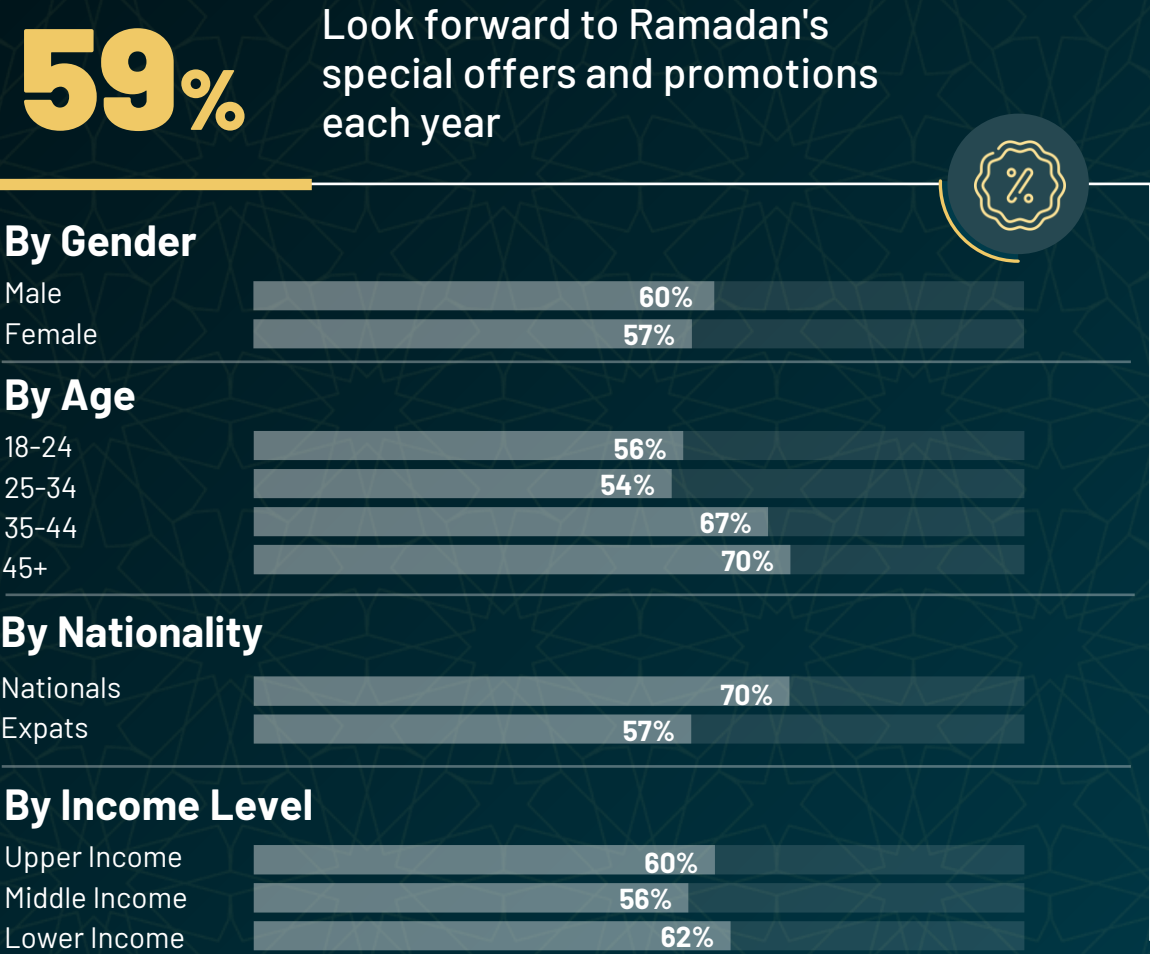 59%
Look forward to Ramadan's
special offers and promotions
each year
%
By Gender
Male 60%
Female 57%
By Age
18-24 56%
25-34 54%
35-44 67%
45+ 70%
By Nationality
Nationals 70%
Expats 57%
By Income Level
Upper Income 60%
Middle Income 56%
Lower Income 62%